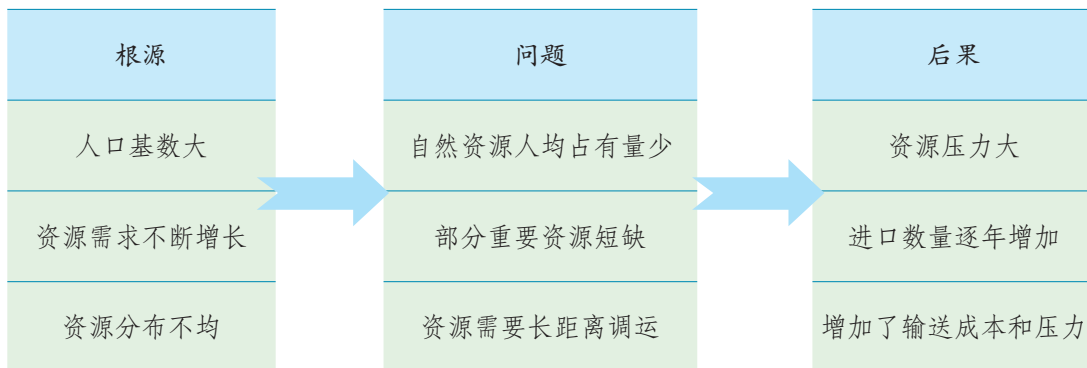 根源
问题
后果
人口基数大
自然资源人均占有量少
资源压力大
资源需求不断增长
部分重要资源短缺
进口数量逐年增加
资源分布不均
资源需要长距离调运
增加了输送成本和压力